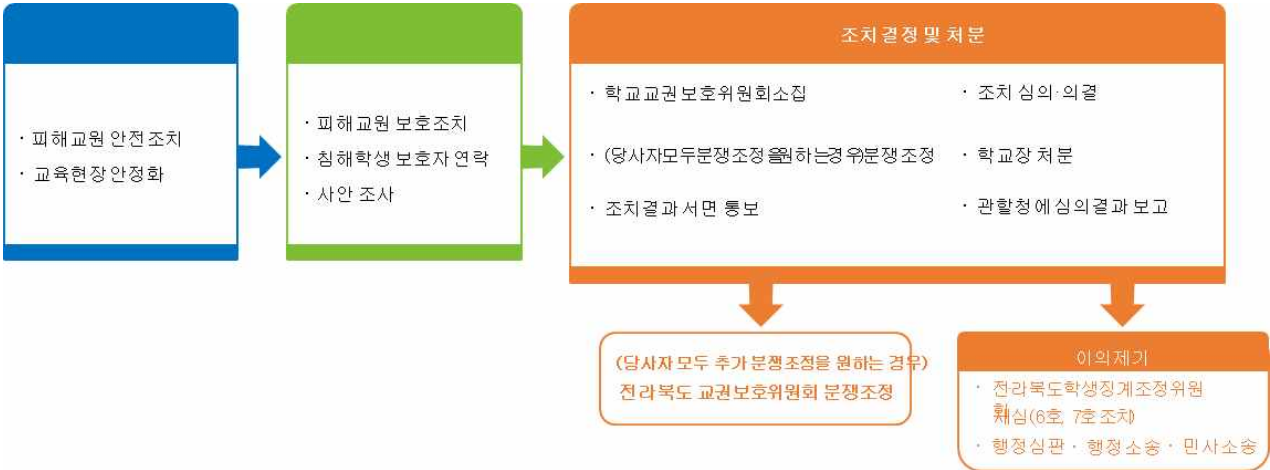 · 피해교원 안전조치
· 교육현장 안정화
· 피해교원 보호조치
· 침해학생 보호자 연락
· 사안 조사
조치결정 및 처분
· 학교교권보호위원회소집
· (당사자모두분쟁조정을원하는경우)분쟁조정
· 조치결과 서면 통보
· 조치 심의·의결
· 학교장 처분
· 관할청에 심의결과 보고
(당사자 모두 추가 분쟁조정을 원하는 경우)
전라북도 교권보호위원회 분쟁조정
이의제기
· 전라북도학생징계조정위원
회재심(6호, 7호 조치)
· 행정심판 · 행정소송 · 민사소송